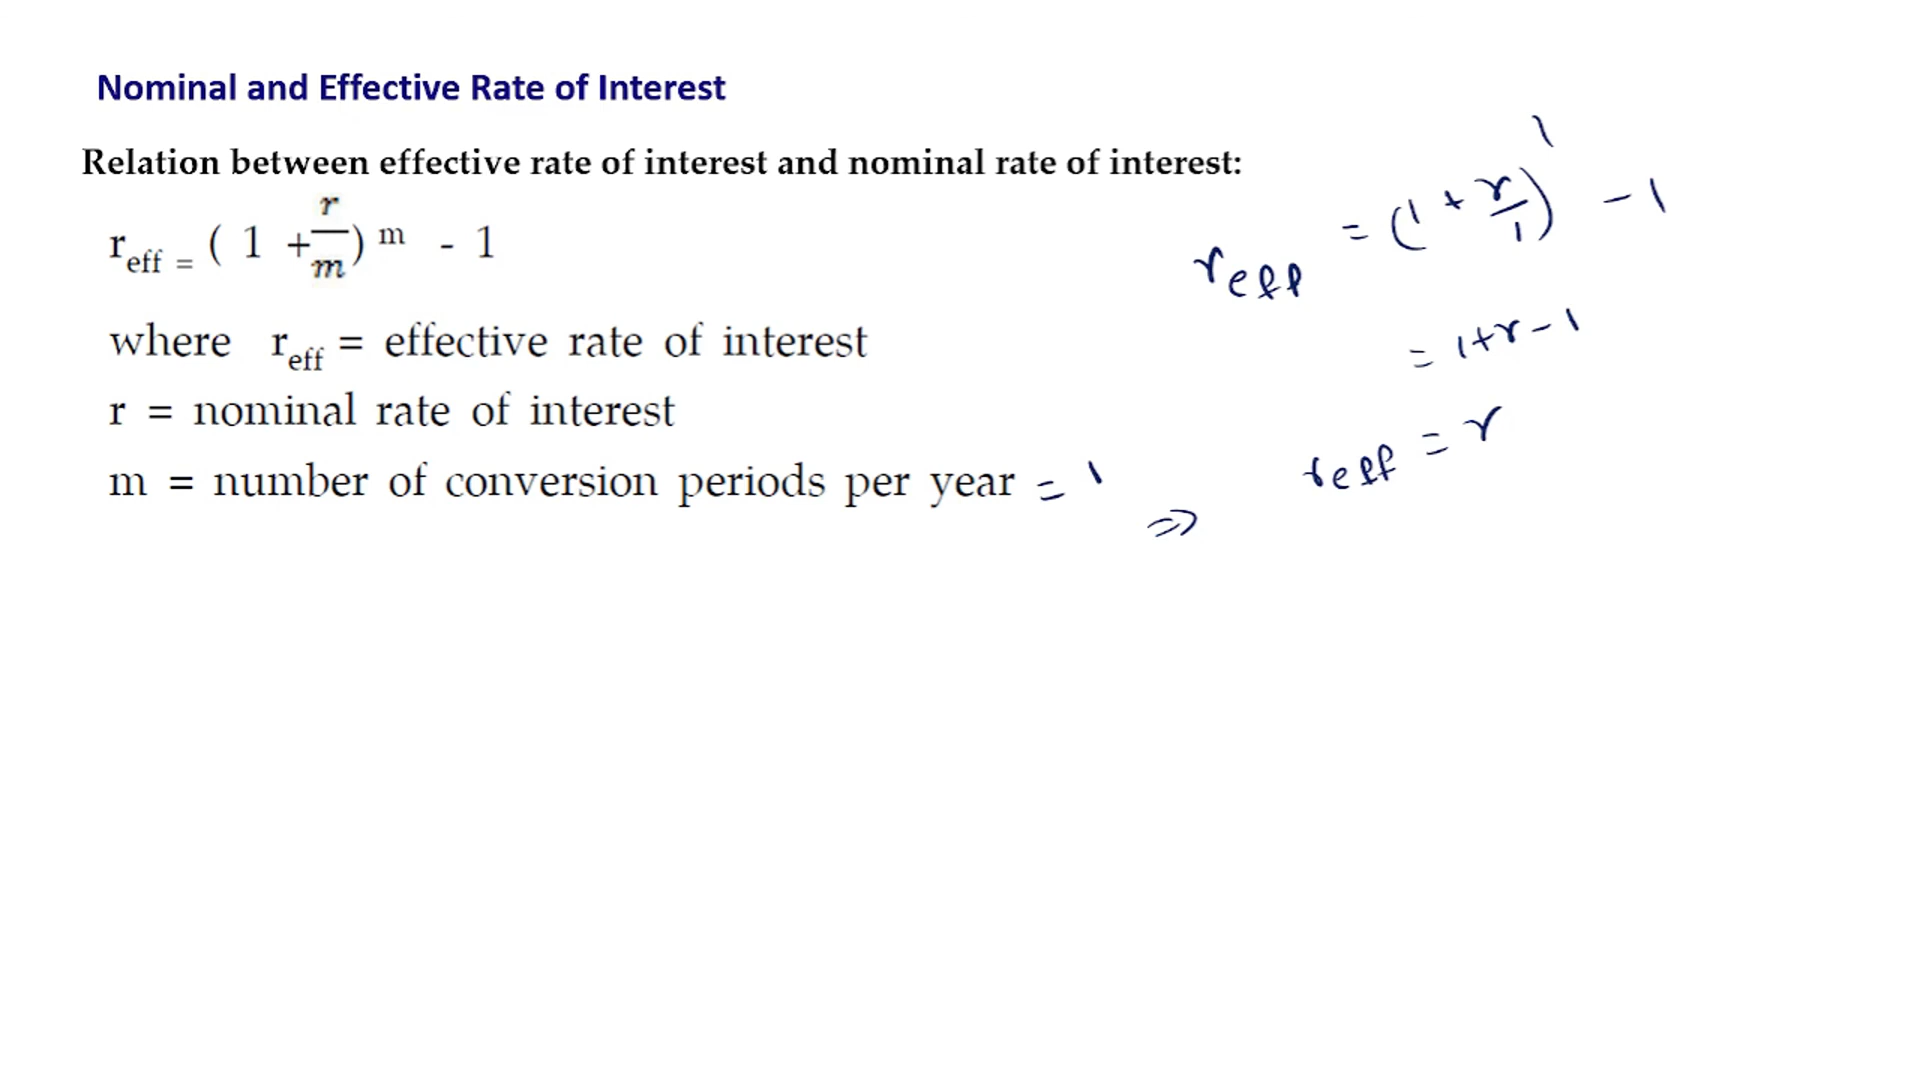 Nominal and Effective Rate of Interest
Relation between effective rate of interest and nominal rate of interest:
r_eff = ( 1 + r/m ) ^m - 1
where r_eff = effective rate of interest
r = nominal rate of interest
m = number of conversion periods per year = 1
r_eff = (1 + r/1)^1 - 1
= 1+r-1
⇒ r_eff = r